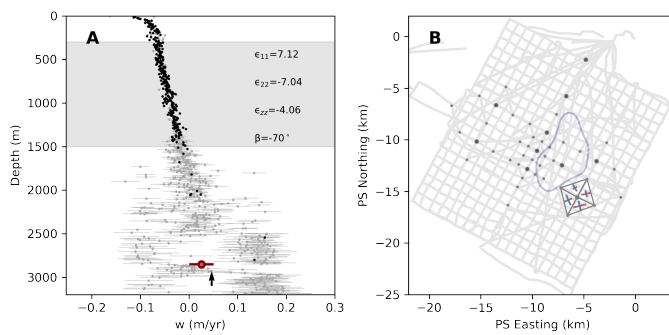 A
B
ϵ11=7.12
ϵ22=-7.04
ϵzz=-4.06
β=-70°
Depth (m)
0
500
1000
1500
2000
2500
3000
−0.2 −0.1 0.0 0.1 0.2 0.3
w (m/yr)
PS Northing (km)
0
−5
−10
−15
−20
−25
−20 −15 −10 −5 0
PS Easting (km)